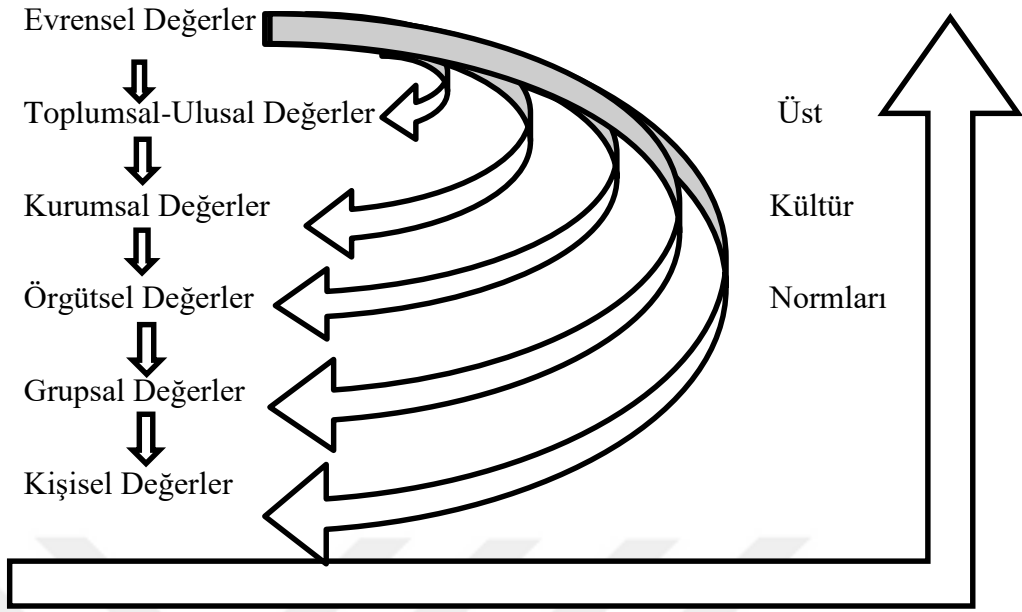 Evrensel Değerler
Toplumsal-Ulusal Değerler
Üst
Kurumsal Değerler
Kültür
Örgütsel Değerler
Normları
Grupsal Değerler
Kişisel Değerler